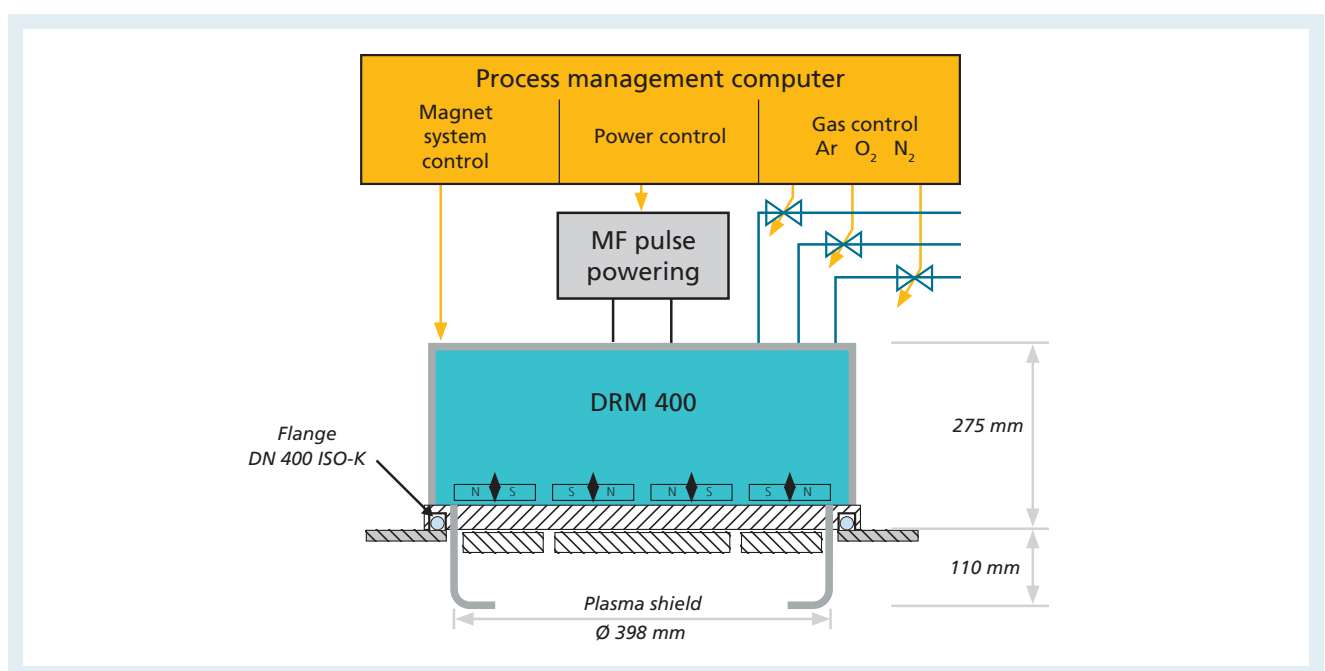 Process management computer
Magnet
system
control
Power control
Gas control
Ar O₂ N₂
MF pulse
powering
DRM 400
Flange
DN 400 ISO-K
275 mm
N S
S N
N S
S N
110 mm
Plasma shield
Ø 398 mm